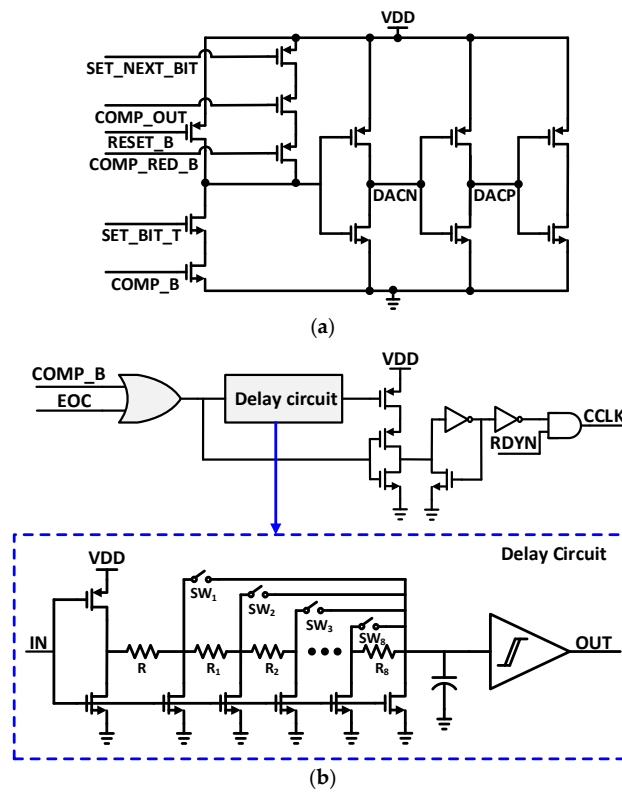 VDD
SET_NEXT_BIT
COMP_OUT
RESET_B
COMP_RED_B
DACN
DACP
SET_BIT_T
COMP_B
(a)
VDD
COMP_B
EOC
Delay circuit
CCLK
RDYN
Delay Circuit
VDD
SW1
SW2
SW3
SW8
IN
R
R1
R2
R8
OUT
(b)